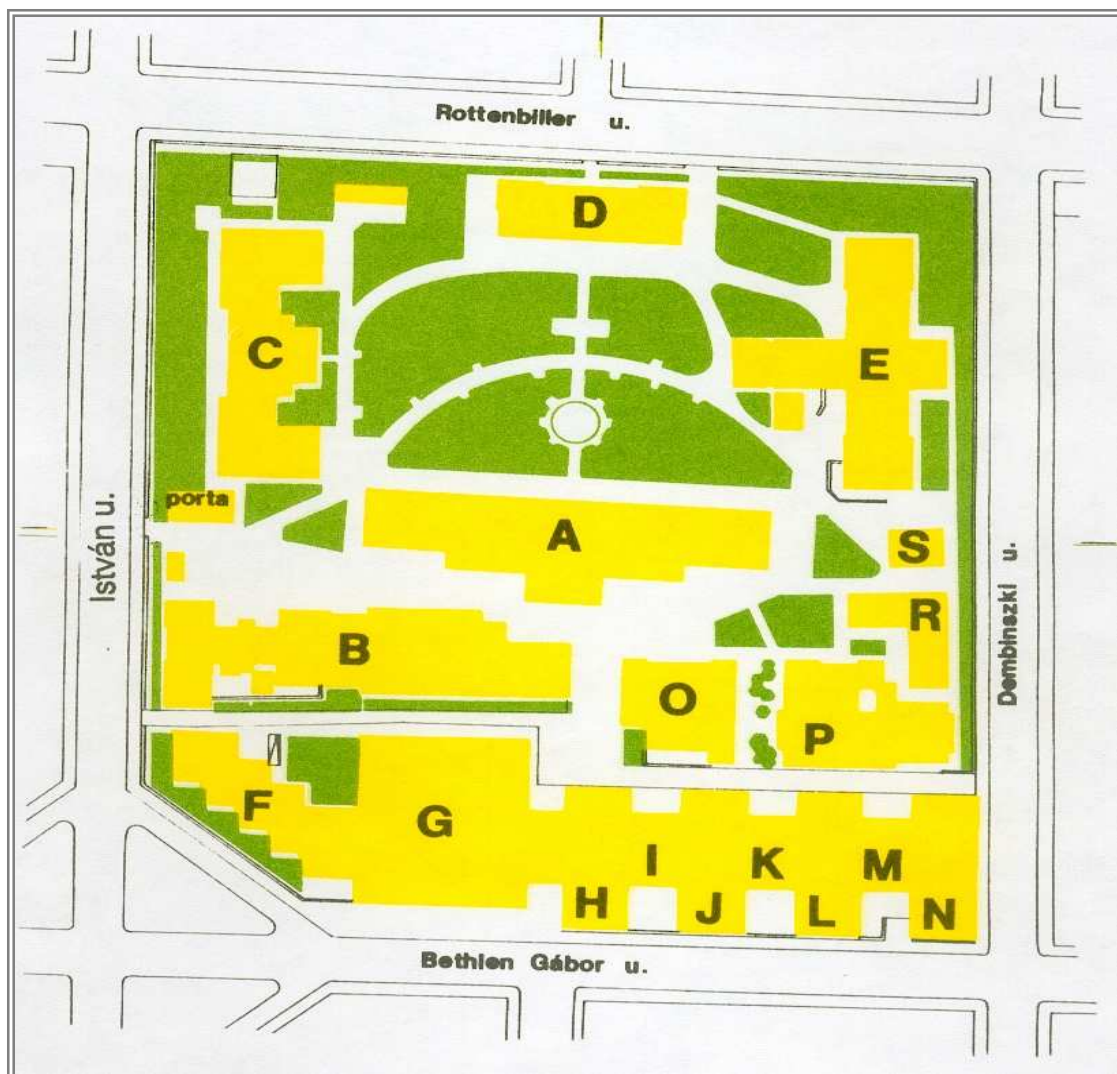 Rottenbiller u.
D
C
E
porta
István u.
A
S
R
Dembinszki u.
B
O
P
F
G
I
K
M
H
J
L
N
Bethlen Gábor u.